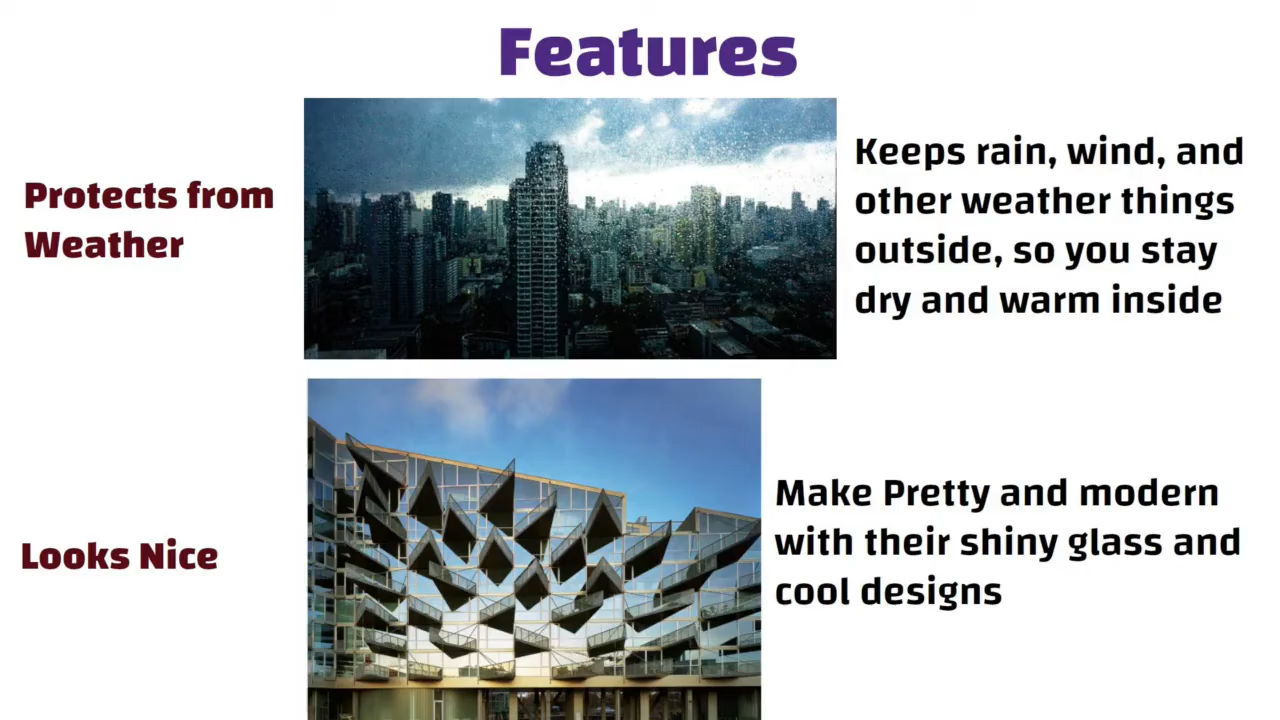 Features
Protects from
Weather
Keeps rain, wind, and
other weather things
outside, so you stay
dry and warm inside
Looks Nice
Make Pretty and modern
with their shiny glass and
cool designs